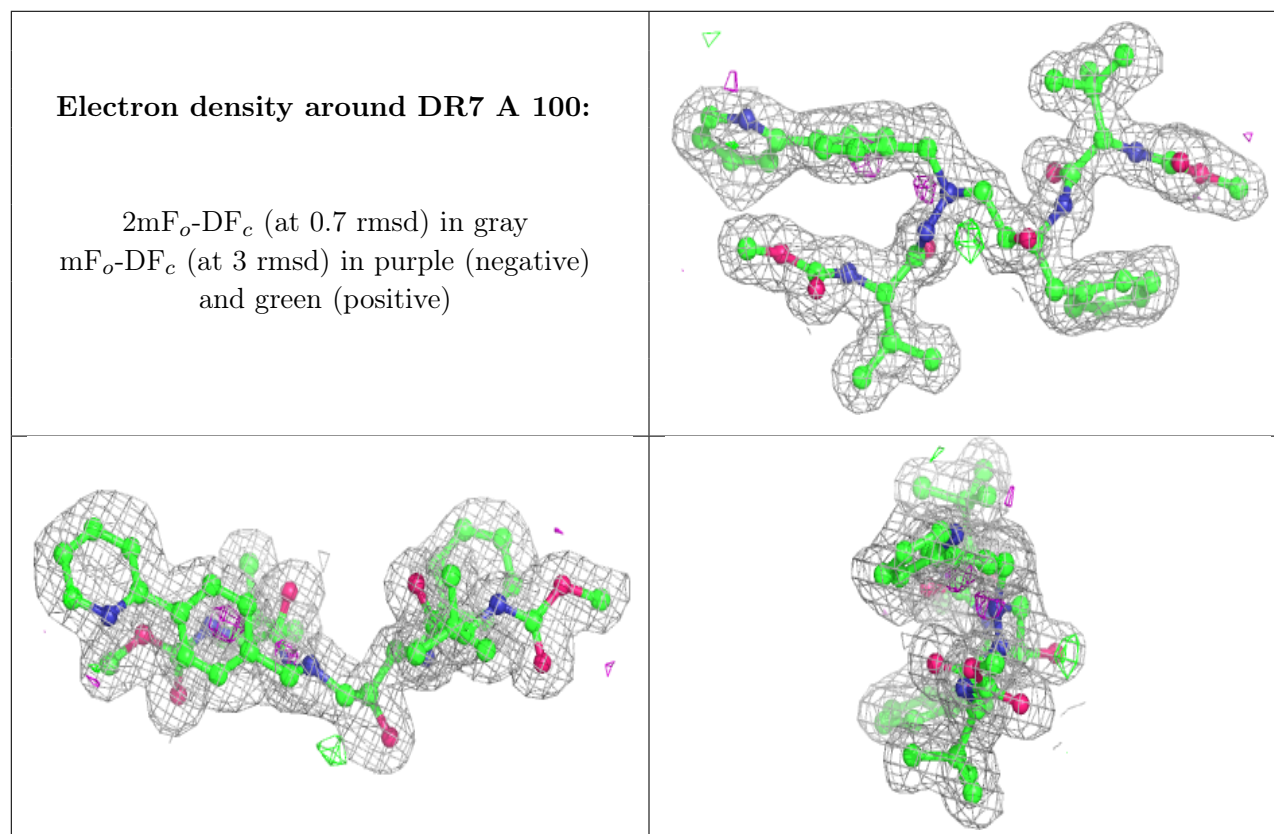 Electron density around DR7 A 100:
2mFo-DFc (at 0.7 rmsd) in gray
mFo-DFc (at 3 rmsd) in purple (negative)
and green (positive)